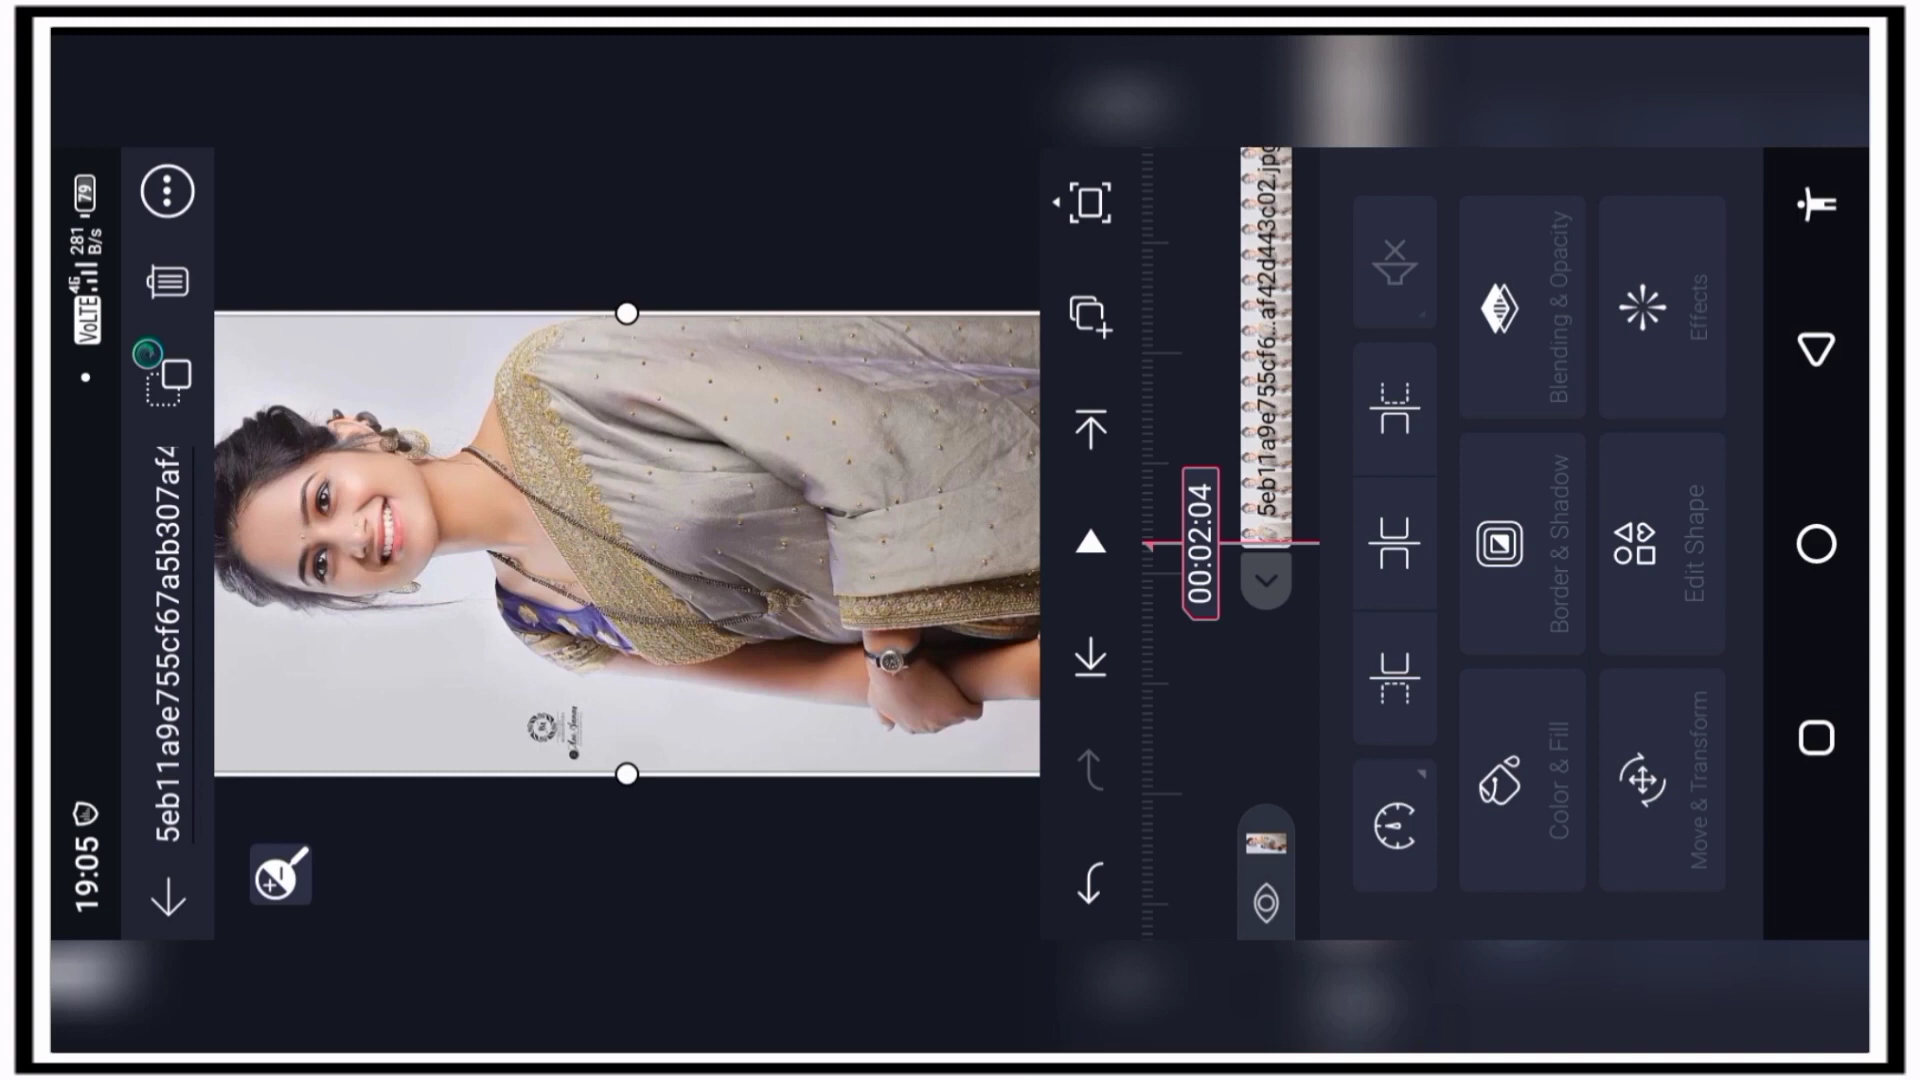 19:05
VoLTE 4G 281 B/s 79
5eb11a9e755cf67a5b307af4
00:02:04
5eb11a9e755cf6...af42d443c02.jpg
Color & Fill
Border & Shadow
Blending & Opacity
Move & Transform
Edit Shape
Effects